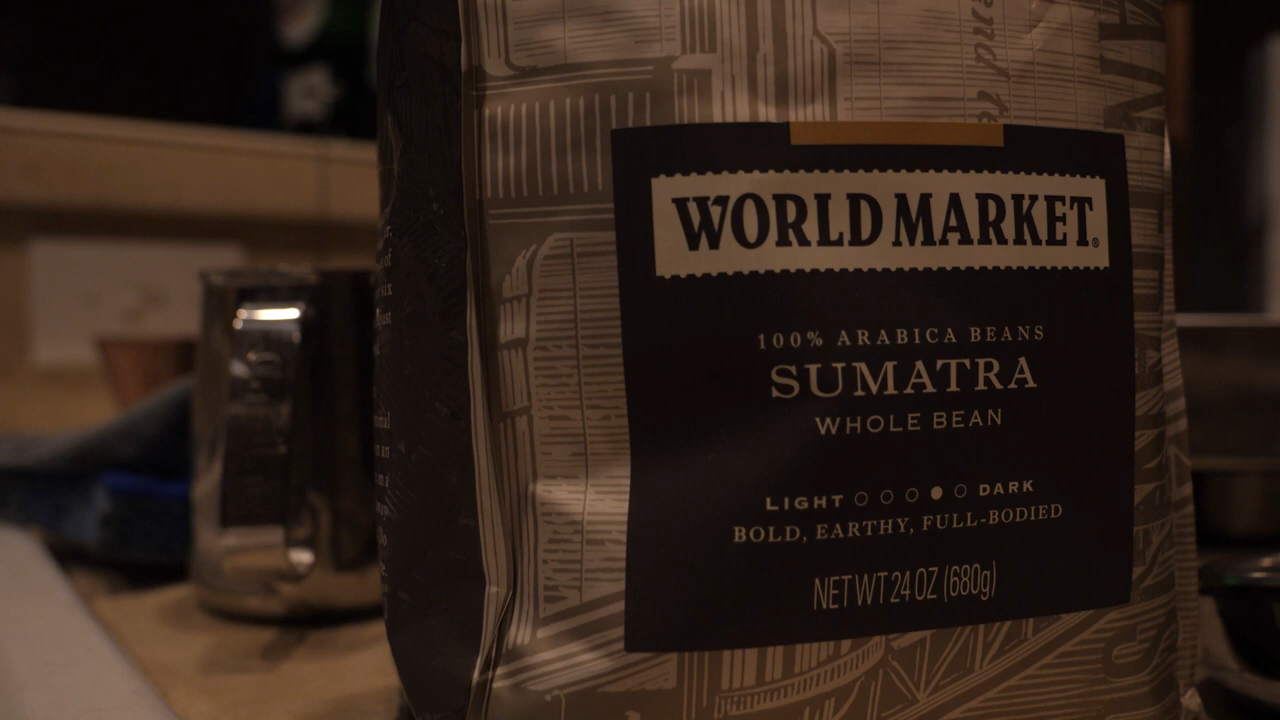 WORLD MARKET®
100% ARABICA BEANS
SUMATRA
WHOLE BEAN
LIGHT DARK
BOLD, EARTHY, FULL-BODIED
NET WT 24 OZ (680g)